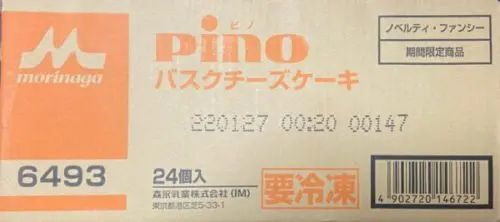 morinaga
6493
ピノ
pino
バスクチーズケーキ
ノベルティ・ファンシー
期間限定商品
220127 00:20 00147
24個入
森永乳業株式会社(IM)
東京都港区芝5-33-1
要冷凍
4 902720 146722